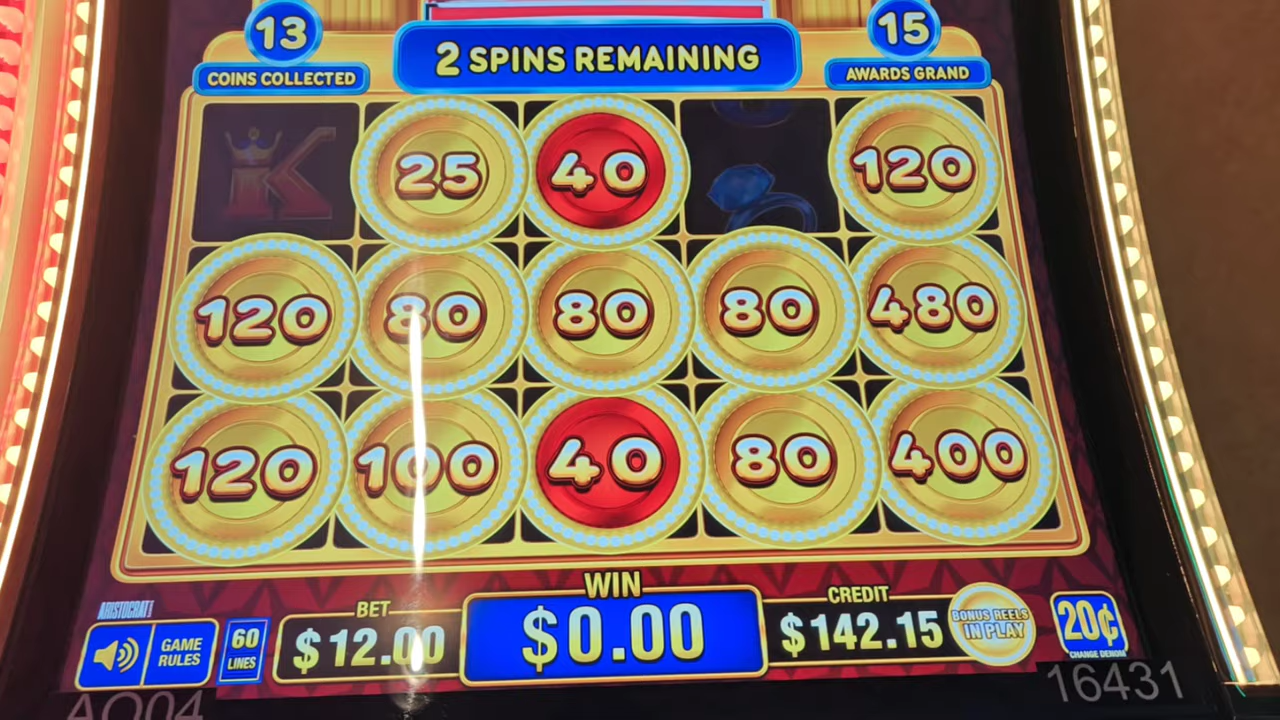 13
COINS COLLECTED
2 SPINS REMAINING
15
AWARDS GRAND
K
25
40
120
120
80
80
80
480
120
100
40
80
400
ARISTOCRAT
GAME
RULES
60
LINES
BET
$12.00
WIN
$0.00
CREDIT
$142.15
BONUS REELS
IN PLAY
20¢
CHANGE DENOM
AO04
16431